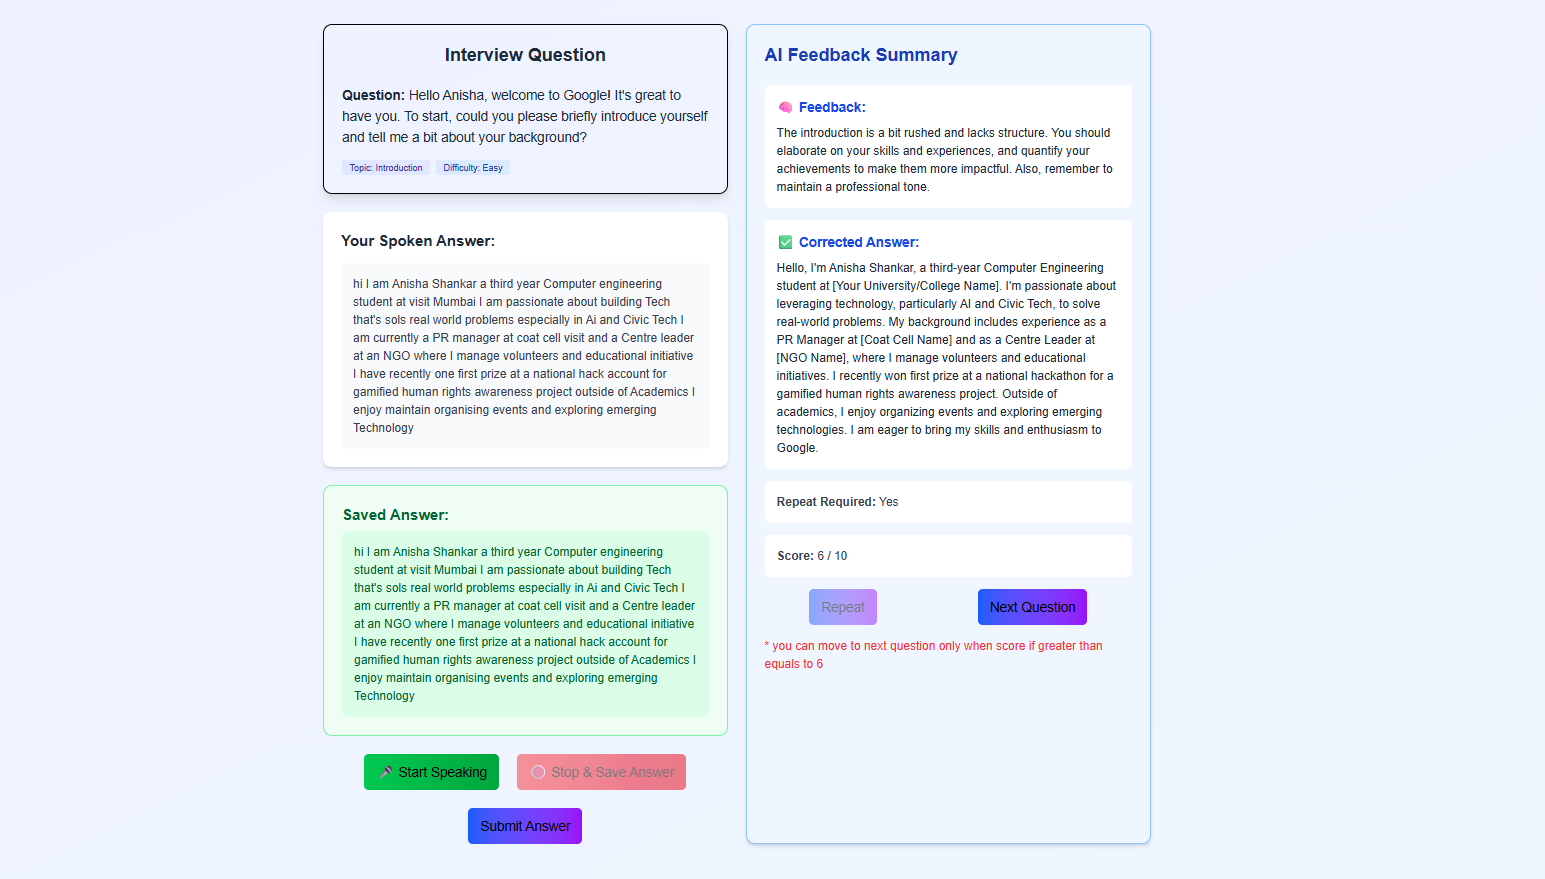 Interview Question
Question: Hello Anisha, welcome to Google! It's great to
have you. To start, could you please briefly introduce yourself
and tell me a bit about your background?
Topic: Introduction
Difficulty: Easy
Your Spoken Answer:
hi I am Anisha Shankar a third year Computer engineering
student at visit Mumbai I am passionate about building Tech
that's sols real world problems especially in Ai and Civic Tech I
am currently a PR manager at coat cell visit and a Centre leader
at an NGO where I manage volunteers and educational initiative
I have recently one first prize at a national hack account for
gamified human rights awareness project outside of Academics I
enjoy maintain organising events and exploring emerging
Technology
Saved Answer:
hi I am Anisha Shankar a third year Computer engineering
student at visit Mumbai I am passionate about building Tech
that's sols real world problems especially in Ai and Civic Tech I
am currently a PR manager at coat cell visit and a Centre leader
at an NGO where I manage volunteers and educational initiative
I have recently one first prize at a national hack account for
gamified human rights awareness project outside of Academics I
enjoy maintain organising events and exploring emerging
Technology
Start Speaking
Stop & Save Answer
Submit Answer
AI Feedback Summary
Feedback:
The introduction is a bit rushed and lacks structure. You should
elaborate on your skills and experiences, and quantify your
achievements to make them more impactful. Also, remember to
maintain a professional tone.
Corrected Answer:
Hello, I'm Anisha Shankar, a third-year Computer Engineering
student at [Your University/College Name]. I'm passionate about
leveraging technology, particularly AI and Civic Tech, to solve
real-world problems. My background includes experience as a
PR Manager at [Coat Cell Name] and as a Centre Leader at
[NGO Name], where I manage volunteers and educational
initiatives. I recently won first prize at a national hackathon for a
gamified human rights awareness project. Outside of
academics, I enjoy organizing events and exploring emerging
technologies. I am eager to bring my skills and enthusiasm to
Google.
Repeat Required: Yes
Score: 6 / 10
Repeat
Next Question
* you can move to next question only when score if greater than
equals to 6